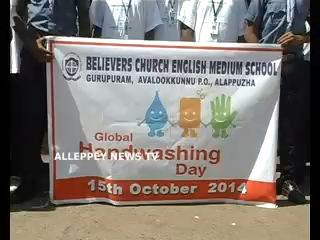 BELIEVERS CHURCH ENGLISH MEDIUM SCHOOL
GURUPURAM, AVALOOKKUNNU P.O., ALAPPUZHA
Global
Handwashing
Day
ALLEPPEY NEWS TV
15th October 2014